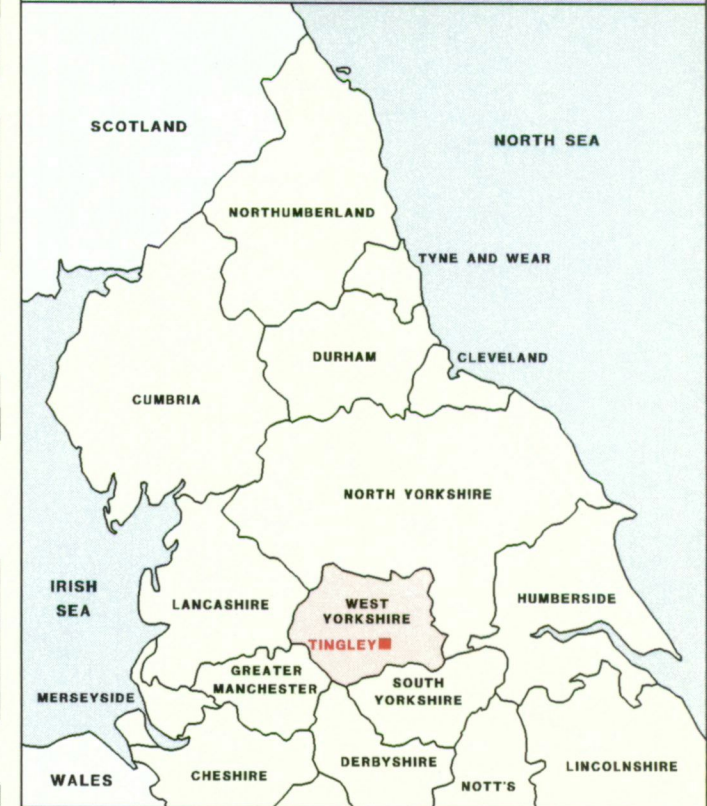 SCOTLAND
NORTH SEA
NORTHUMBERLAND
TYNE AND WEAR
DURHAM
CLEVELAND
CUMBRIA
NORTH YORKSHIRE
IRISH
SEA
LANCASHIRE
WEST
YORKSHIRE
HUMBERSIDE
TINGLEY
GREATER
MANCHESTER
SOUTH
YORKSHIRE
MERSEYSIDE
WALES
CHESHIRE
DERBYSHIRE
NOTT'S
LINCOLNSHIRE